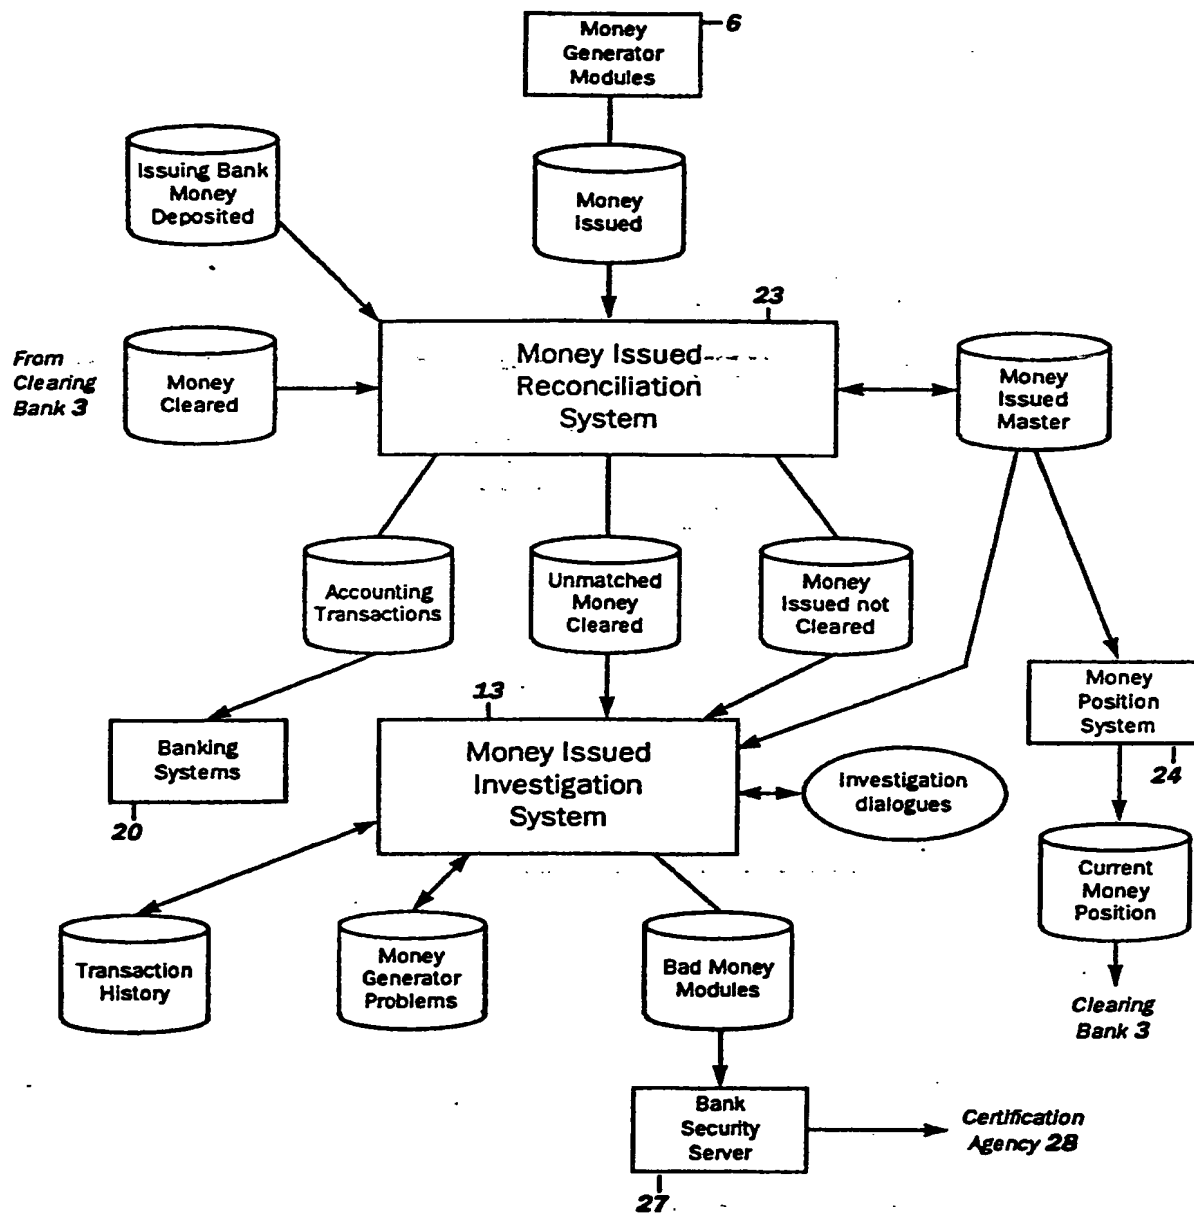 Money
Generator
Modules
6
Issuing Bank
Money
Deposited
Money
Issued
23
From
Clearing
Bank 3
Money
Cleared
Money Issued
Reconciliation
System
Money
Issued
Master
Accounting
Transactions
Unmatched
Money
Cleared
Money
Issued not
Cleared
13
Money
Position
System
24
Banking
Systems
20
Money Issued
Investigation
System
Investigation
dialogues
Current
Money
Position
Transaction
History
Money
Generator
Problems
Bad Money
Modules
Clearing
Bank 3
Bank
Security
Server
27
Certification
Agency 28